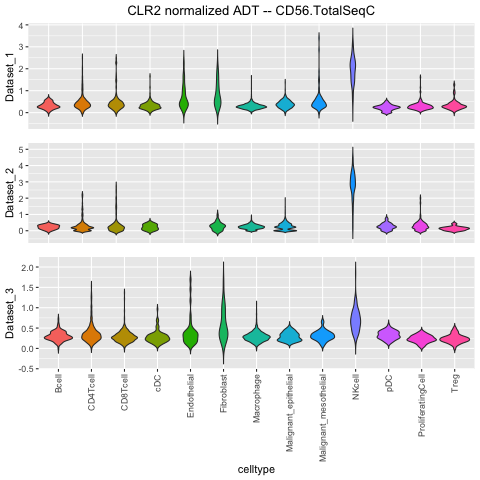 CLR2 normalized ADT -- CD56.TotalSeqC
Dataset_1
4
3
2
1
0
Dataset_2
5
4
3
2
1
0
Dataset_3
2.0
1.5
1.0
0.5
0.0
-0.5
Bcell
CD4Tcell
CD8Tcell
cDC
Endothelial
Fibroblast
Macrophage
Malignant_epithelial
Malignant_mesothelial
NKcell
pDC
ProliferatingCell
Treg
celltype